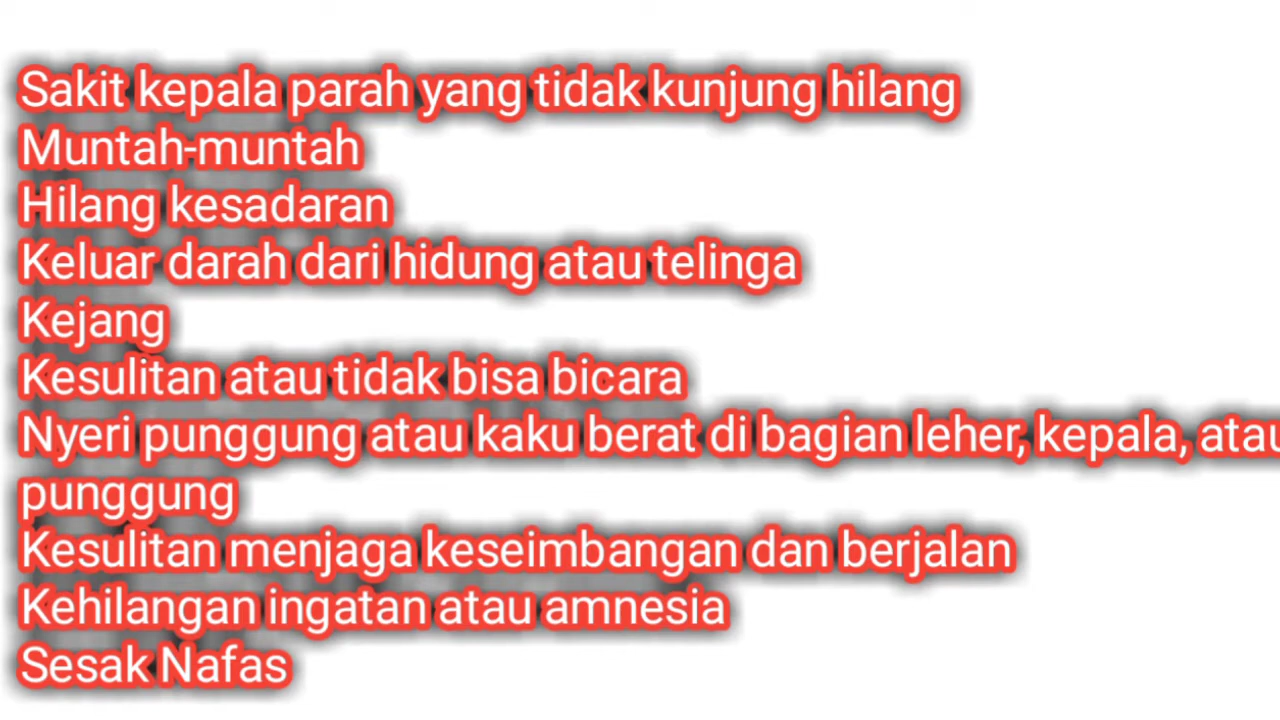 Sakit kepala parah yang tidak kunjung hilang
Muntah-muntah
Hilang kesadaran
Keluar darah dari hidung atau telinga
Kejang
Kesulitan atau tidak bisa bicara
Nyeri punggung atau kaku berat di bagian leher, kepala, atau
punggung
Kesulitan menjaga keseimbangan dan berjalan
Kehilangan ingatan atau amnesia
Sesak Nafas